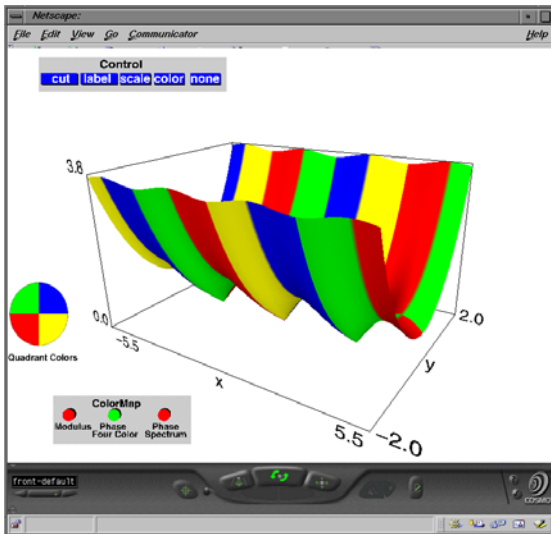 Netscape:
File Edit View Go Communicator Help
Control
cut label scale color none
3.8
0.0
-5.5
x
5.5
-2.0
y
2.0
Quadrant Colors
ColorMap
Modulus Phase Four Color Phase Spectrum
front-default
COSMO